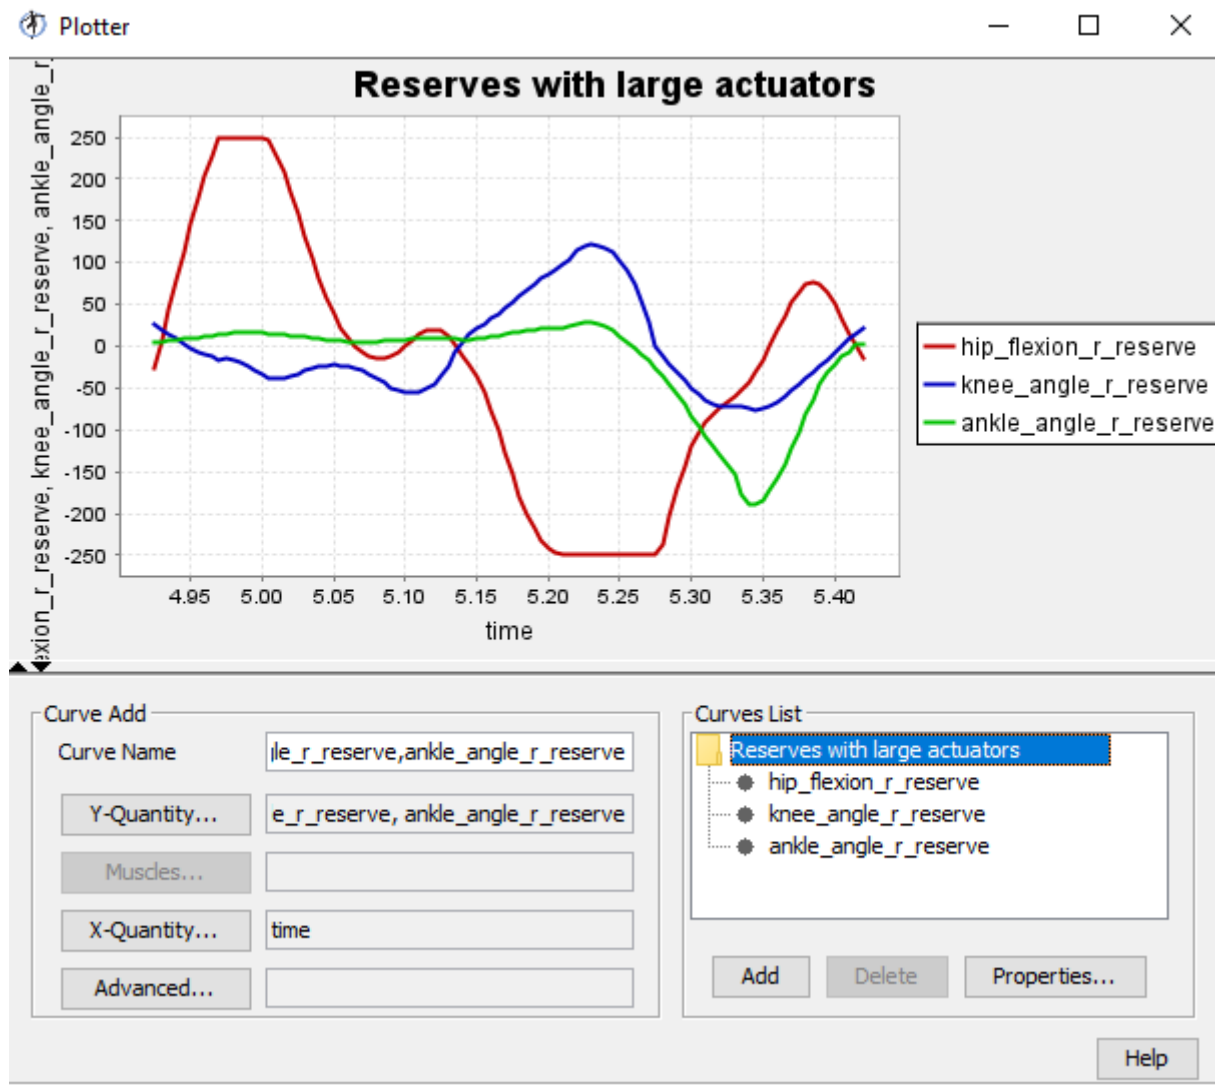 Plotter
Reserves with large actuators
exion_r_reserve, knee_angle_r_reserve, ankle_angle_r
250
200
150
100
50
0
-50
-100
-150
-200
-250
4.95 5.00 5.05 5.10 5.15 5.20 5.25 5.30 5.35 5.40
time
hip_flexion_r_reserve
knee_angle_r_reserve
ankle_angle_r_reserve
Curve Add
Curve Name le_r_reserve,ankle_angle_r_reserve
Y-Quantity... e_r_reserve, ankle_angle_r_reserve
Muscles...
X-Quantity... time
Advanced...
Curves List
Reserves with large actuators
hip_flexion_r_reserve
knee_angle_r_reserve
ankle_angle_r_reserve
Add Delete Properties...
Help